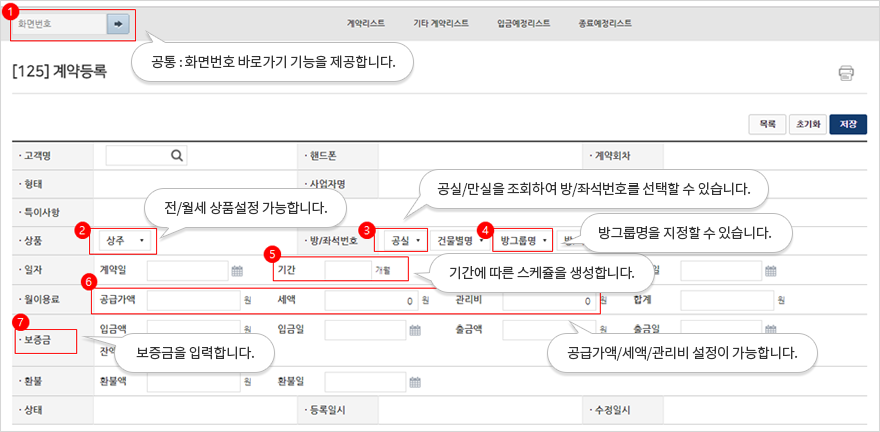 1
화면번호
계약리스트 기타 계약리스트 입금예정리스트 종료예정리스트
공통 : 화면번호 바로가기 기능을 제공합니다.
[125] 계약등록
목록 초기화 저장
· 고객명 · 핸드폰 · 계약회차
· 형태 · 사업자명
공실/만실을 조회하여 방/좌석번호를 선택할 수 있습니다.
전/월세 상품설정 가능합니다.
· 특이사항
2 3 4
· 상품 상주 · 방/좌석번호 공실 건물별명 방그룹명
방그룹명을 지정할 수 있습니다.
5
· 일자 계약일 기간 개월
기간에 따른 스케쥴을 생성합니다.
6
· 월이용료 공급가액 원 세액 0 원 관리비 0 원 합계 원
7
· 보증금 입금액 원 입금일 출금액 원 출금일
잔액
보증금을 입력합니다.
공급가액/세액/관리비 설정이 가능합니다.
· 환불 환불액 원 환불일
· 상태 · 등록일시 · 수정일시